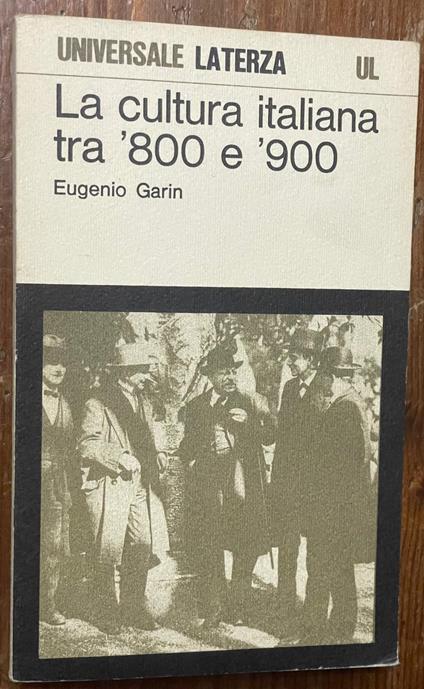 UNIVERSALE LATERZA UL
La cultura italiana
tra ’800 e ’900
Eugenio Garin